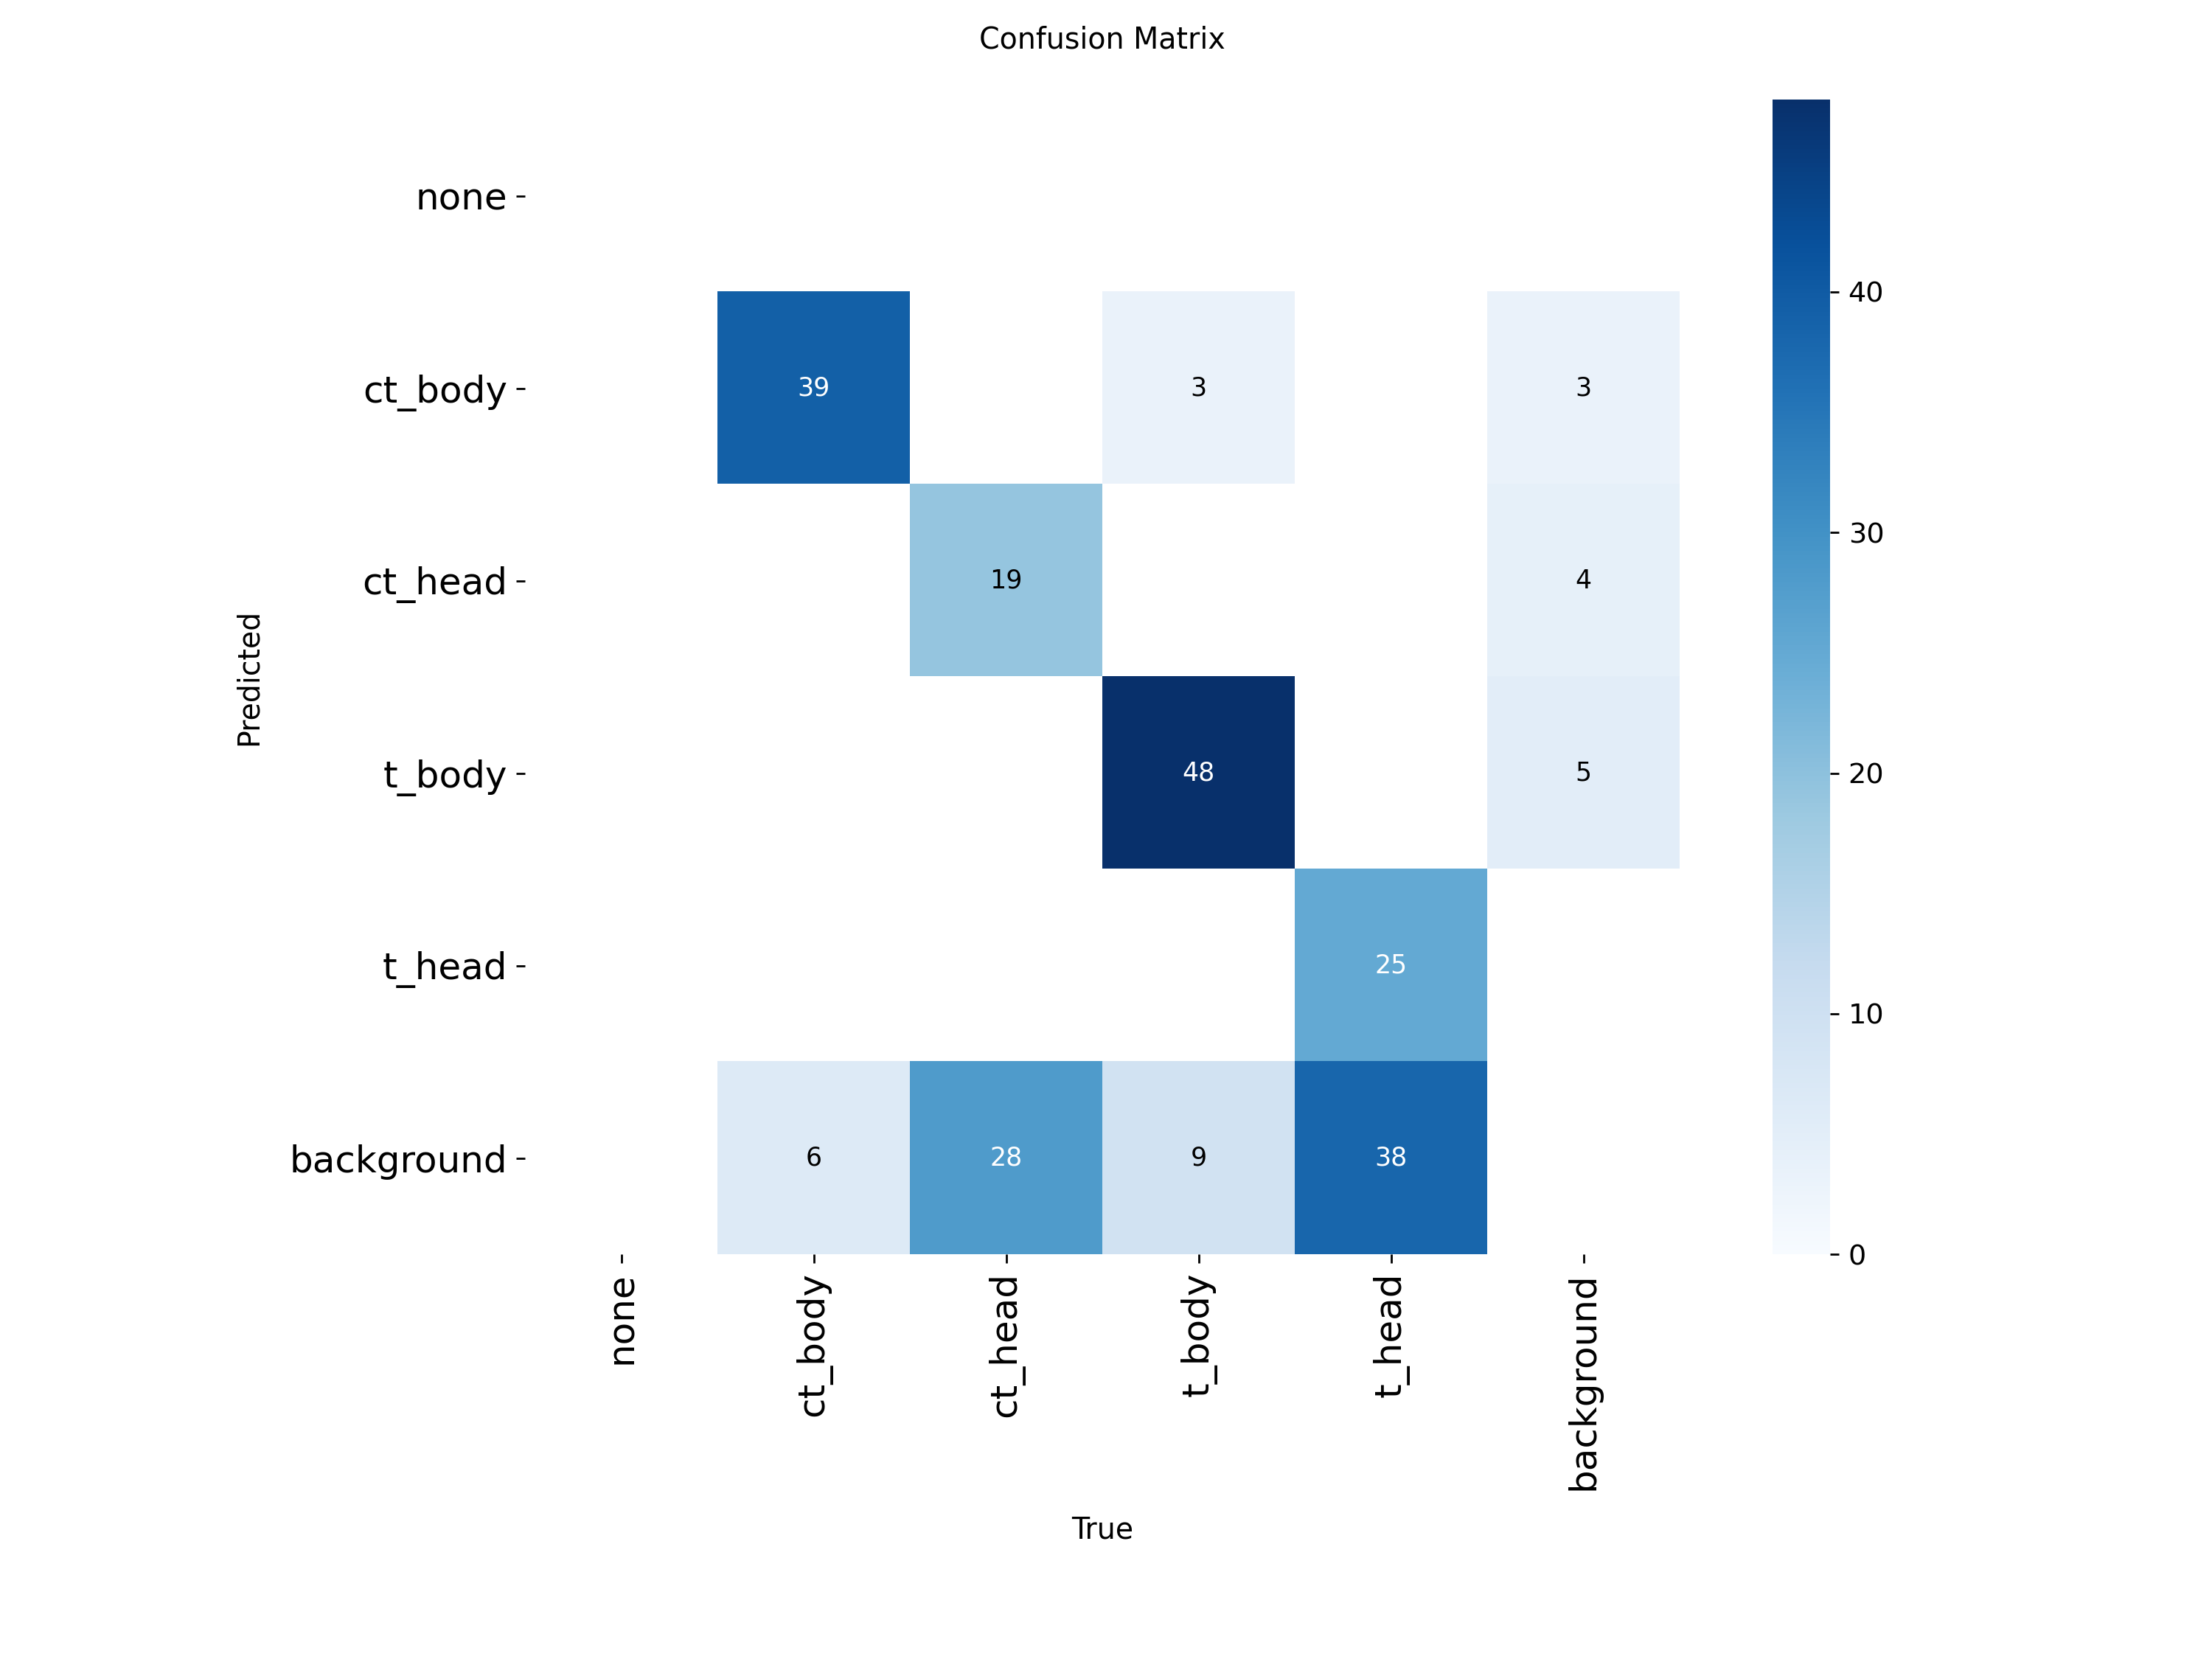 Confusion Matrix
none
ct_body
39
3
3
40
ct_head
19
4
30
Predicted
t_body
48
5
20
t_head
25
10
background
6
28
9
38
0
none
ct_body
ct_head
t_body
t_head
background
True